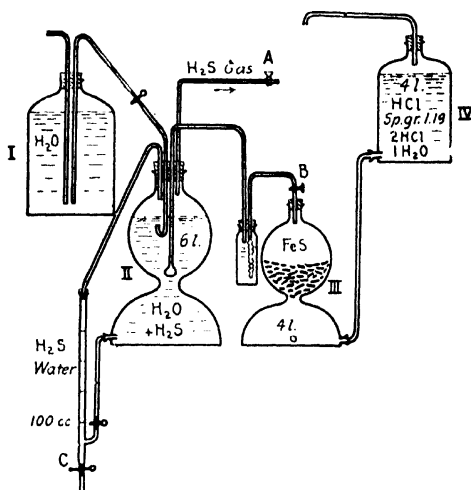 A
H₂S Gas
4 l.
HCl
Sp.gr. 1.19
2HCl
1H₂O
IV
I
H₂O
B
6 l.
FeS
II
III
H₂O
+H₂S
4 l.
H₂S
Water
100 cc
C